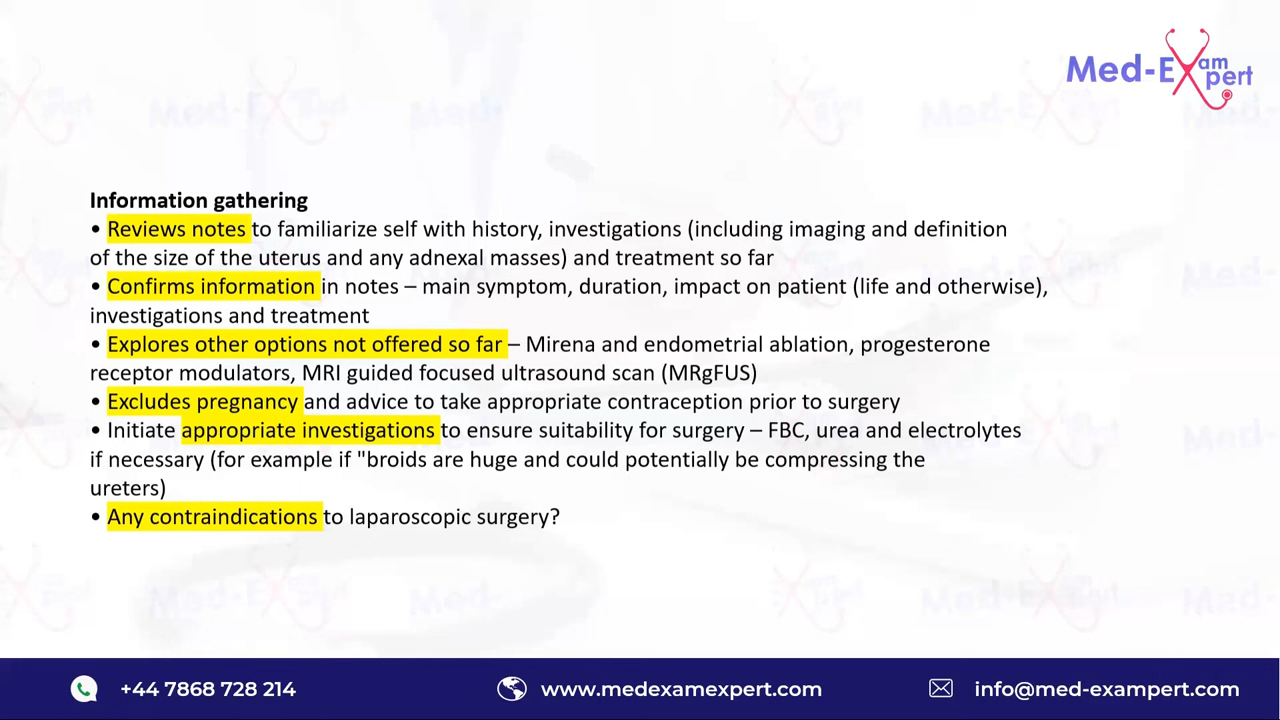 Med-Exam
pert
Information gathering
• Reviews notes to familiarize self with history, investigations (including imaging and definition
of the size of the uterus and any adnexal masses) and treatment so far
• Confirms information in notes – main symptom, duration, impact on patient (life and otherwise),
investigations and treatment
• Explores other options not offered so far – Mirena and endometrial ablation, progesterone
receptor modulators, MRI guided focused ultrasound scan (MRgFUS)
• Excludes pregnancy and advice to take appropriate contraception prior to surgery
• Initiate appropriate investigations to ensure suitability for surgery – FBC, urea and electrolytes
if necessary (for example if "broids are huge and could potentially be compressing the
ureters)
• Any contraindications to laparoscopic surgery?
+44 7868 728 214
www.medexamexpert.com
info@med-exampert.com